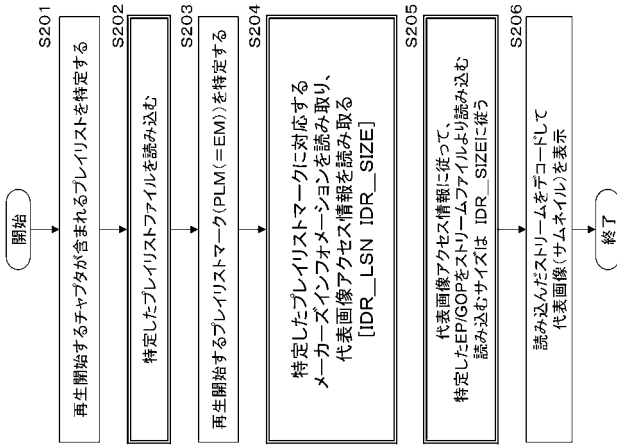 開始
S201
再生開始するチャプタが含まれるプレイリストを特定する
S202
特定したプレイリストファイルを読み込む
S203
再生開始するプレイリストマーク(PLM(=EM))を特定する
S204
特定したプレイリストマークに対応する
メーカーズインフォメーションを読み取り、
代表画像アクセス情報を読み取る
[IDR__LSN IDR__SIZE]
S205
代表画像アクセス情報に従って、
特定したEP/GOPをストリームファイルより読み込む
読み込むサイズは IDR__SIZEに従う
S206
読み込んだストリームをデコードして
代表画像(サムネイル)を表示
終了